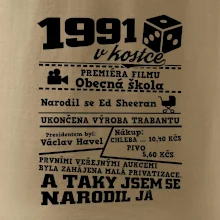 1991
v kostce
PREMIÉRA FILMU
Obecná škola
Narodil se Ed Sheeran
UKONČENA VÝROBA TRABANTU
Prezidentem byl:
Václav Havel
Nákup:
CHLEBA 10,40 KČS
PIVO
5,60 KČS
PRVNÍMI VEŘEJNÝMI AUKCEMI
BYLA ZAHÁJENA MALÁ PRIVATIZACE.
A TAKY JSEM SE
NARODIL JÁ